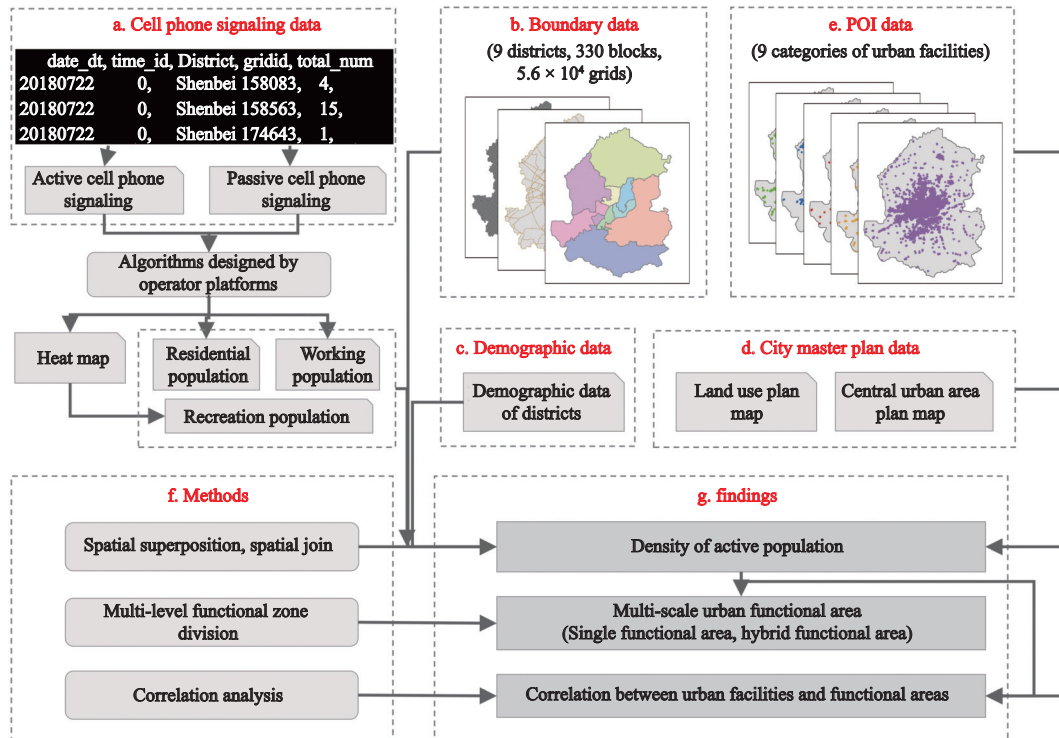 a. Cell phone signaling data
date_dt, time_id, District, gridid, total_num
20180722 0, Shenbei 158083, 4,
20180722 0, Shenbei 158563, 15,
20180722 0, Shenbei 174643, 1,
Active cell phone
signaling
Passive cell phone
signaling
Algorithms designed by
operator platforms
Heat map
Residential
population
Working
population
Recreation population
b. Boundary data
(9 districts, 330 blocks,
5.6 × 10⁴ grids)
e. POI data
(9 categories of urban facilities)
c. Demographic data
Demographic data
of districts
d. City master plan data
Land use plan
map
Central urban area
plan map
f. Methods
Spatial superposition, spatial join
Multi-level functional zone
division
Correlation analysis
g. findings
Density of active population
Multi-scale urban functional area
(Single functional area, hybrid functional area)
Correlation between urban facilities and functional areas